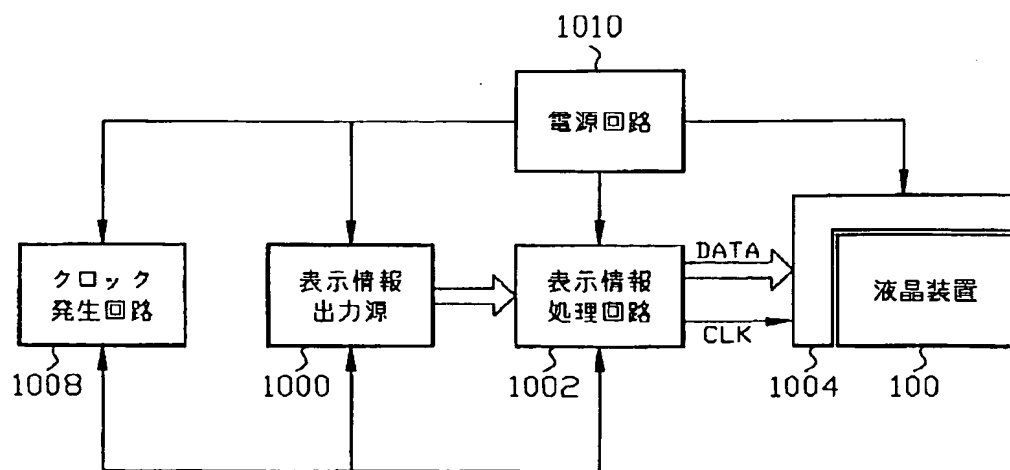 1010
電源回路
クロック
発生回路
1008
表示情報
出力源
1000
表示情報
処理回路
1002
DATA
CLK
1004
液晶装置
100